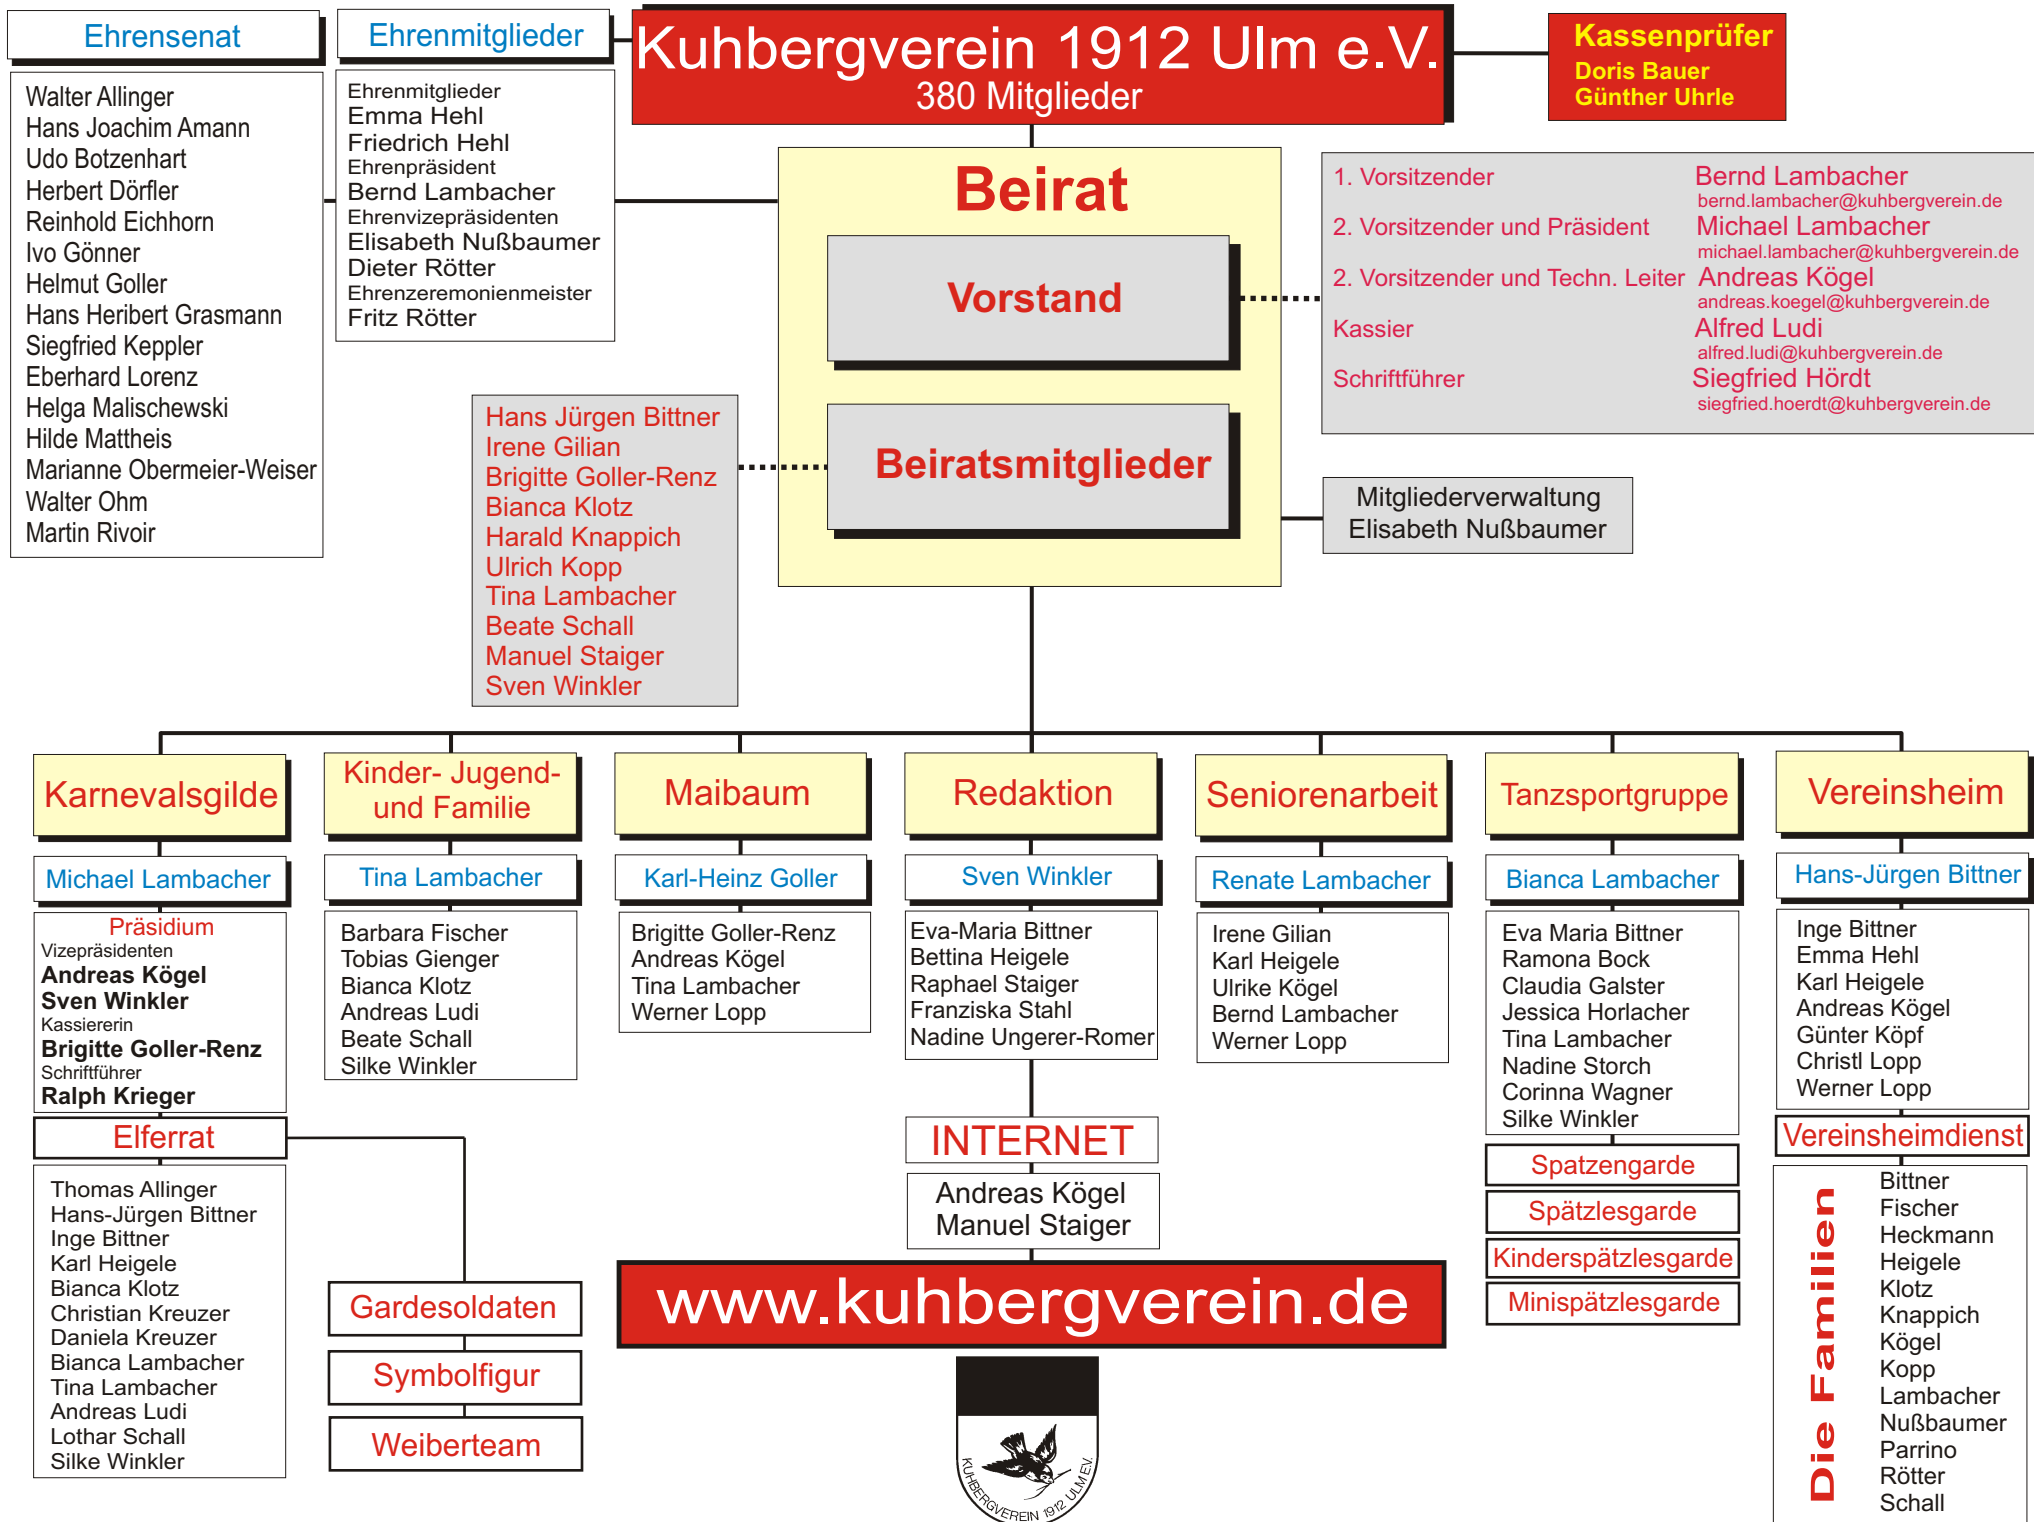 Ehrensenat
Walter Allinger
Hans Joachim Amann
Udo Botzenhart
Herbert Dörfler
Reinhold Eichhorn
Ivo Gönner
Helmut Goller
Hans Heribert Grasmann
Siegfried Keppler
Eberhard Lorenz
Helga Malischewski
Hilde Mattheis
Marianne Obermeier-Weiser
Walter Ohm
Martin Rivoir
Ehrenmitglieder
Ehrenmitglieder
Emma Hehl
Friedrich Hehl
Ehrenpräsident
Bernd Lambacher
Ehrenvizepräsidenten
Elisabeth Nußbaumer
Dieter Rötter
Ehrenzeremonienmeister
Fritz Rötter
Kuhbergverein 1912 Ulm e.V.
380 Mitglieder
Kassenprüfer
Doris Bauer
Günther Uhrle
Beirat
Vorstand
Beiratsmitglieder
1. Vorsitzender Bernd Lambacher
bernd.lambacher@kuhbergverein.de
2. Vorsitzender und Präsident Michael Lambacher
michael.lambacher@kuhbergverein.de
2. Vorsitzender und Techn. Leiter Andreas Kögel
andreas.koegel@kuhbergverein.de
Kassier Alfred Ludi
alfred.ludi@kuhbergverein.de
Schriftführer Siegfried Hördt
siegfried.hoerdt@kuhbergverein.de
Hans Jürgen Bittner
Irene Gilian
Brigitte Goller-Renz
Bianca Klotz
Harald Knappich
Ulrich Kopp
Tina Lambacher
Beate Schall
Manuel Staiger
Sven Winkler
Mitgliederverwaltung
Elisabeth Nußbaumer
Karnevalsgilde
Michael Lambacher
Präsidium
Vizepräsidenten
Andreas Kögel
Sven Winkler
Kassiererin
Brigitte Goller-Renz
Schriftführer
Ralph Krieger
Elferrat
Thomas Allinger
Hans-Jürgen Bittner
Inge Bittner
Karl Heigele
Bianca Klotz
Christian Kreuzer
Daniela Kreuzer
Bianca Lambacher
Tina Lambacher
Andreas Ludi
Lothar Schall
Silke Winkler
Gardesoldaten
Symbolfigur
Weiberteam
Kinder- Jugend-
und Familie
Tina Lambacher
Barbara Fischer
Tobias Gienger
Bianca Klotz
Andreas Ludi
Beate Schall
Silke Winkler
Maibaum
Karl-Heinz Goller
Brigitte Goller-Renz
Andreas Kögel
Tina Lambacher
Werner Lopp
Redaktion
Sven Winkler
Eva-Maria Bittner
Bettina Heigele
Raphael Staiger
Franziska Stahl
Nadine Ungerer-Romer
INTERNET
Andreas Kögel
Manuel Staiger
www.kuhbergverein.de
KUHBERGVEREIN 1912 ULM E.V.
Seniorenarbeit
Renate Lambacher
Irene Gilian
Karl Heigele
Ulrike Kögel
Bernd Lambacher
Werner Lopp
Tanzsportgruppe
Bianca Lambacher
Eva Maria Bittner
Ramona Bock
Claudia Galster
Jessica Horlacher
Tina Lambacher
Nadine Storch
Corinna Wagner
Silke Winkler
Spatzengarde
Spätzlesgarde
Kinderspätzlesgarde
Minispätzlesgarde
Vereinsheim
Hans-Jürgen Bittner
Inge Bittner
Emma Hehl
Karl Heigele
Andreas Kögel
Günter Köpf
Christl Lopp
Werner Lopp
Vereinsheimdienst
Die Familien
Bittner
Fischer
Heckmann
Heigele
Klotz
Knappich
Kögel
Kopp
Lambacher
Nußbaumer
Parrino
Rötter
Schall